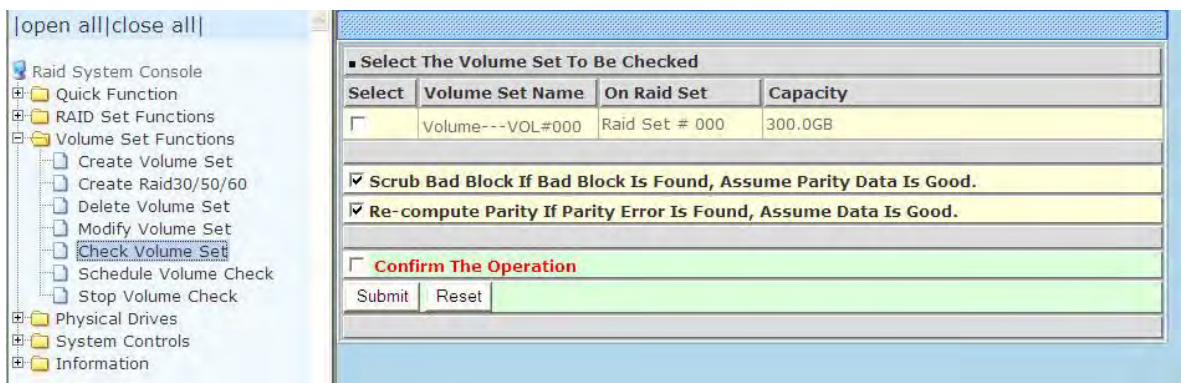 |open all|close all|
Raid System Console
Quick Function
RAID Set Functions
Volume Set Functions
Create Volume Set
Create Raid30/50/60
Delete Volume Set
Modify Volume Set
Check Volume Set
Schedule Volume Check
Stop Volume Check
Physical Drives
System Controls
Information
Select The Volume Set To Be Checked
Select Volume Set Name On Raid Set Capacity
Volume---VOL#000 Raid Set # 000 300.0GB
Scrub Bad Block If Bad Block Is Found, Assume Parity Data Is Good.
Re-compute Parity If Parity Error Is Found, Assume Data Is Good.
Confirm The Operation
Submit Reset